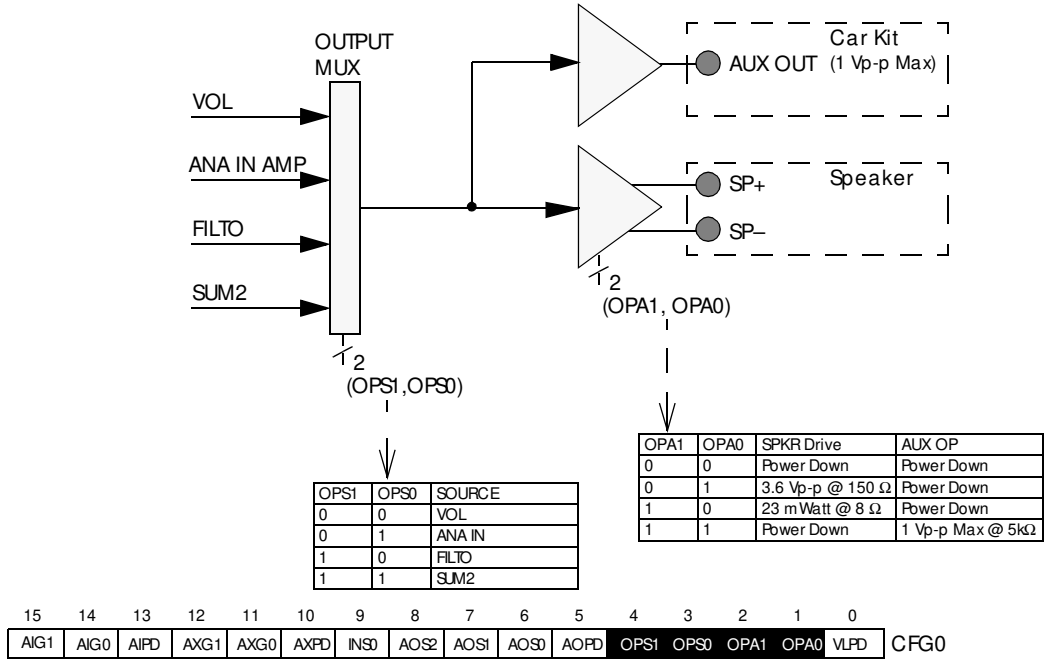 OUTPUT
MUX
VOL
ANA IN AMP
FILTO
SUM2
2
(OPS1,OPS0)
Car Kit
AUX OUT (1 Vp-p Max)
Speaker
SP+
SP–
2
(OPA1, OPA0)
OPA1 OPA0 SPKR Drive AUX OP
0 0 Power Down Power Down
0 1 3.6 Vp-p @ 150 Ω Power Down
1 0 23 mWatt @ 8 Ω Power Down
1 1 Power Down 1 Vp-p Max @ 5kΩ
OPS1 OPS0 SOURCE
0 0 VOL
0 1 ANA IN
1 0 FILTO
1 1 SUM2
15 14 13 12 11 10 9 8 7 6 5 4 3 2 1 0
AIG1 AIG0 AIPD AXG1 AXG0 AXPD INS0 AOS2 AOS1 AOS0 AOPD OPS1 OPS0 OPA1 OPA0 VLPD CFG0